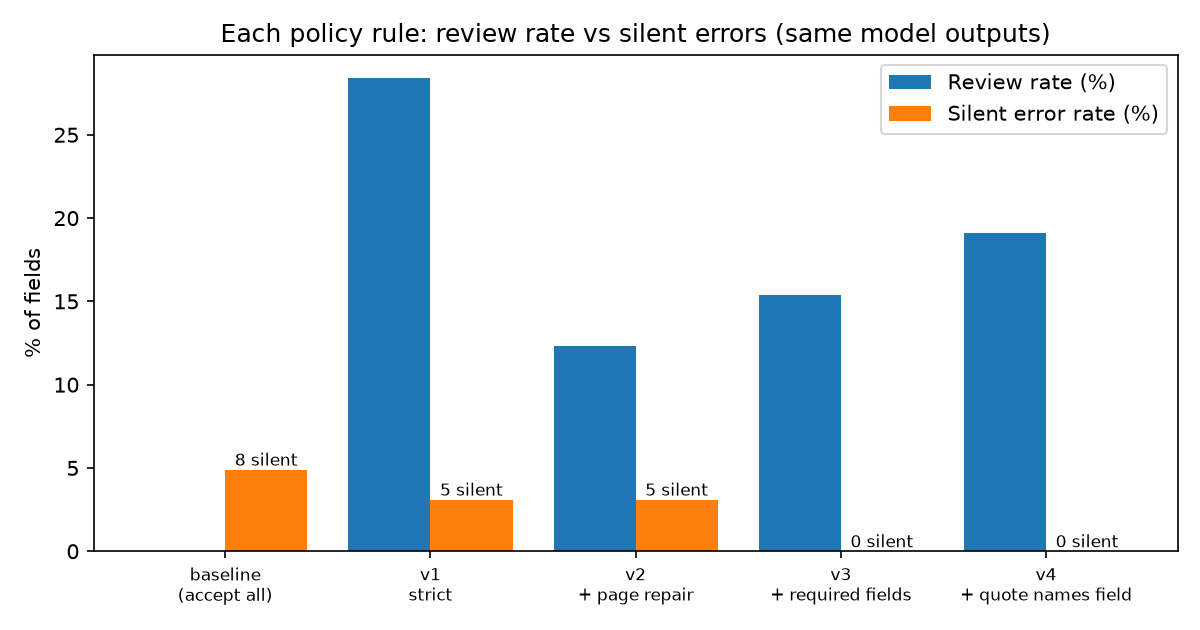 Each policy rule: review rate vs silent errors (same model outputs)
Review rate (%)
Silent error rate (%)
% of fields
25
20
15
10
5
0
8 silent
5 silent
5 silent
0 silent
0 silent
baseline
(accept all)
v1
strict
v2
+ page repair
v3
+ required fields
v4
+ quote names field